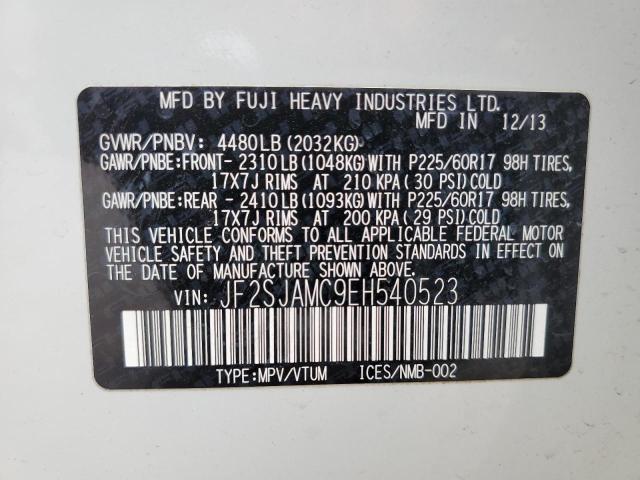 MFD BY FUJI HEAVY INDUSTRIES LTD.
MFD IN 12/13
GVWR/PNBV: 4480LB (2032KG)
GAWR/PNBE:FRONT- 2310LB (1048KG) WITH P225/60R17 98H TIRES,
17X7J RIMS AT 210 KPA ( 30 PSI) COLD
GAWR/PNBE:REAR - 2410LB (1093KG) WITH P225/60R17 98H TIRES,
17X7J RIMS AT 200 KPA (29 PSI) COLD
THIS VEHICLE CONFORMS TO ALL APPLICABLE FEDERAL MOTOR
VEHICLE SAFETY AND THEFT PREVENTION STANDARDS IN EFFECT ON
THE DATE OF MANUFACTURE SHOWN ABOVE.
VIN: JF2SJAMC9EH540523
TYPE:MPV/VTUM ICES/NMB-002